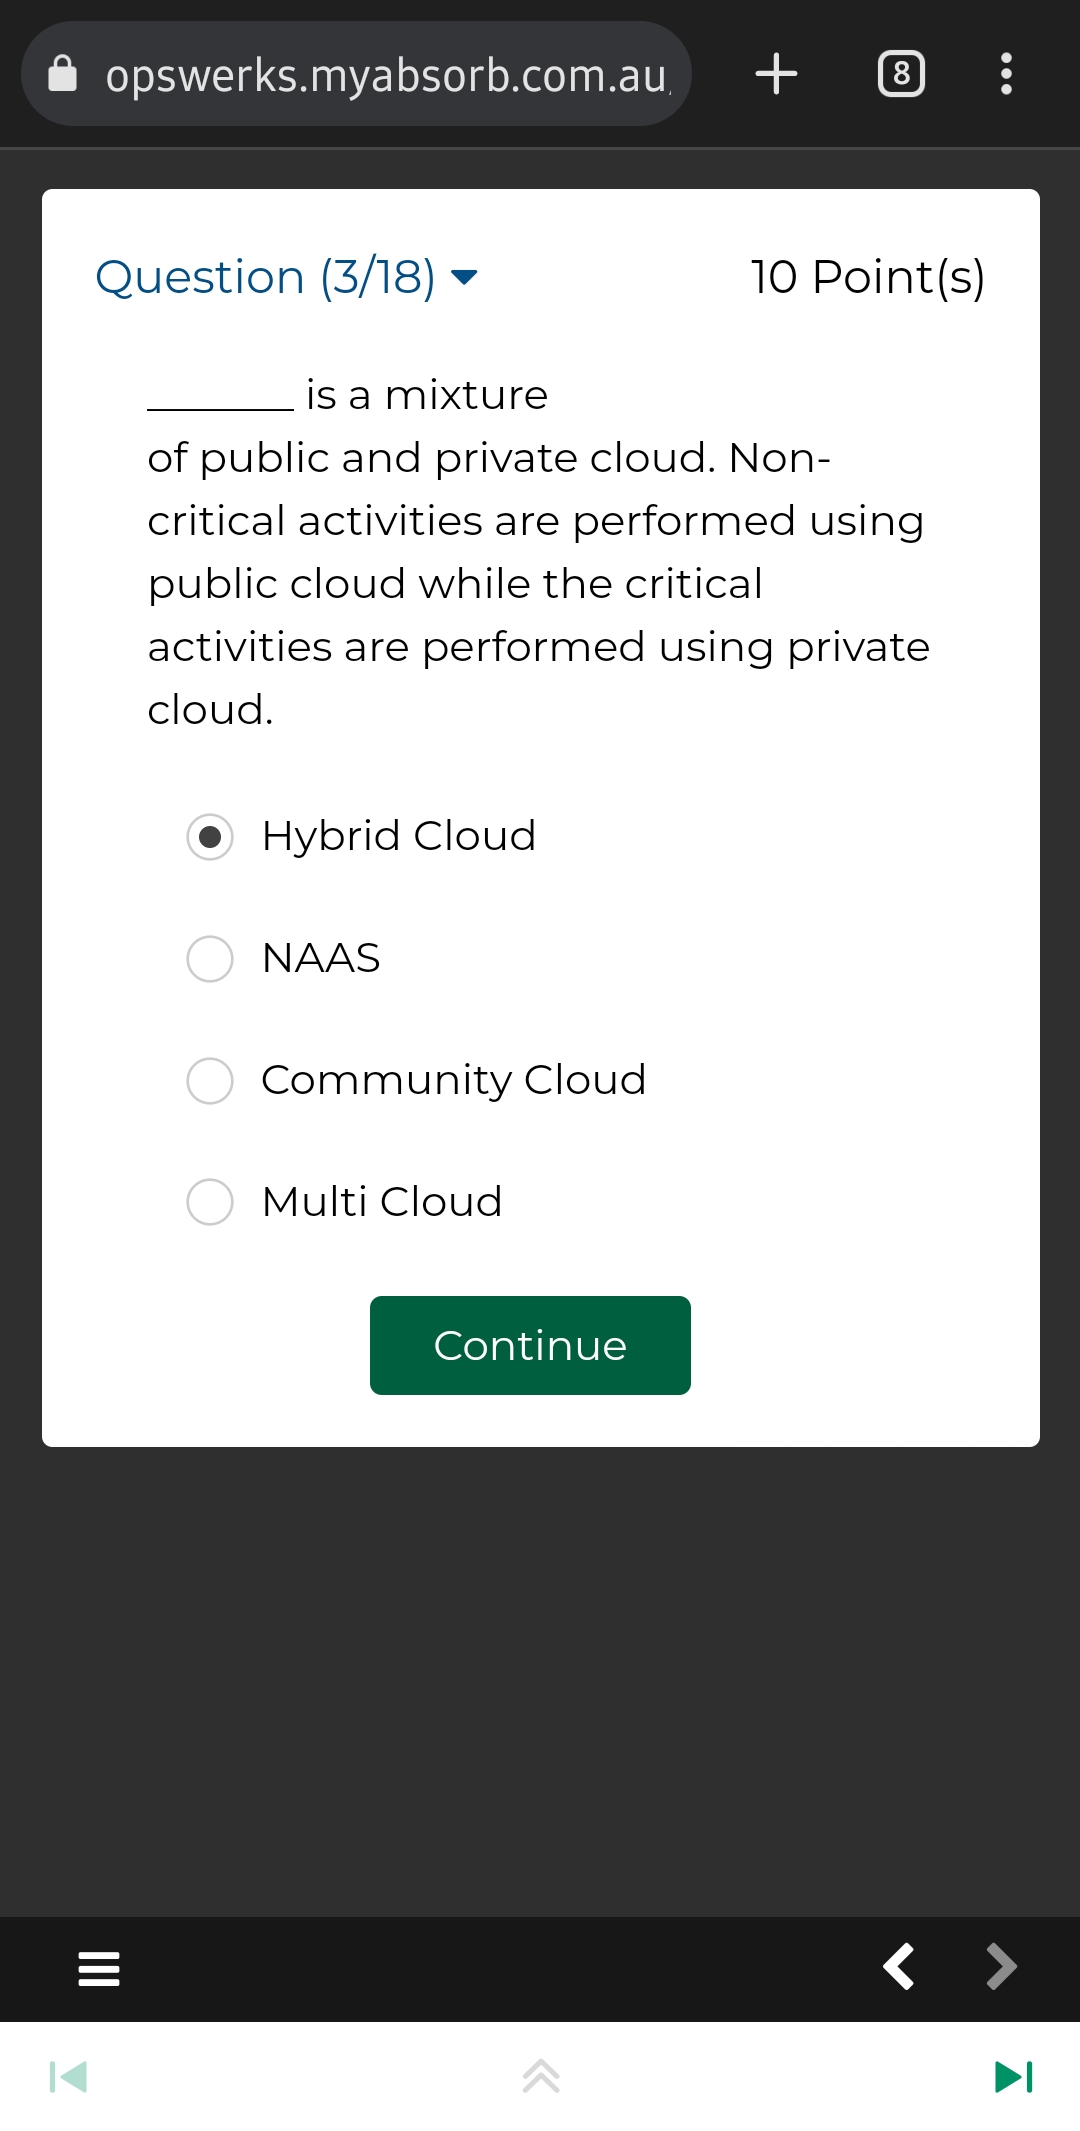 opswerks.myabsorb.com.au
8
Question (3/18)
10 Point(s)
_______ is a mixture
of public and private cloud. Non-
critical activities are performed using
public cloud while the critical
activities are performed using private
cloud.
Hybrid Cloud
NAAS
Community Cloud
Multi Cloud
Continue